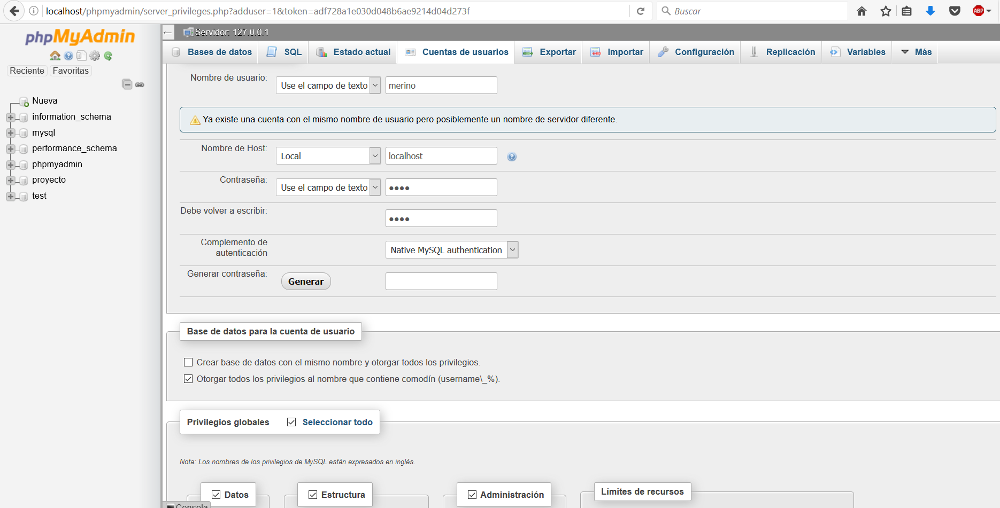 localhost/phpmyadmin/server_privileges.php?adduser=1&token=adf728a1e030d048b6ae9214d04d273f
Buscar
ABP
phpMyAdmin
Reciente Favoritas
Nueva
information_schema
mysql
performance_schema
phpmyadmin
proyecto
test
Servidor: 127.0.0.1
Bases de datos SQL Estado actual Cuentas de usuarios Exportar Importar Configuración Replicación Variables Más
Nombre de usuario: Use el campo de texto merino
Ya existe una cuenta con el mismo nombre de usuario pero posiblemente un nombre de servidor diferente.
Nombre de Host: Local localhost
Contraseña: Use el campo de texto ●●●●
Debe volver a escribir: ●●●●
Complemento de
autenticación Native MySQL authentication
Generar contraseña: Generar
Base de datos para la cuenta de usuario
Crear base de datos con el mismo nombre y otorgar todos los privilegios.
Otorgar todos los privilegios al nombre que contiene comodín (username\_%).
Privilegios globales Seleccionar todo
Nota: Los nombres de los privilegios de MySQL están expresados en inglés.
Datos Estructura Administración Límites de recursos
Consola